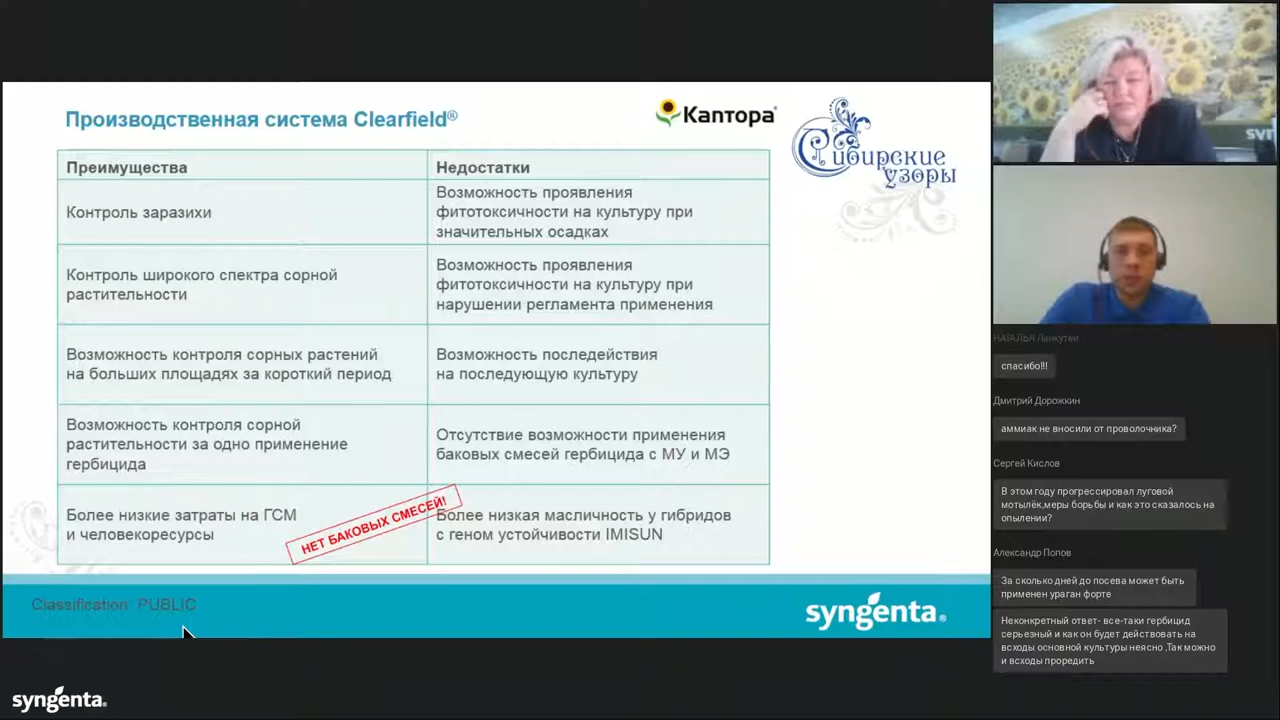 Производственная система Clearfield®
Каптора®
Сибирские
узоры
Преимущества
Недостатки
Контроль заразихи
Возможность проявления
фитотоксичности на культуру при
значительных осадках
Контроль широкого спектра сорной
растительности
Возможность проявления
фитотоксичности на культуру при
нарушении регламента применения
Возможность контроля сорных растений
на больших площадях за короткий период
Возможность последействия
на последующую культуру
Возможность контроля сорной
растительности за одно применение
гербицида
Отсутствие возможности применения
баковых смесей гербицида с МУ и МЭ
Более низкие затраты на ГСМ
и человекоресурсы
НЕТ БАКОВЫХ СМЕСЕЙ!
Более низкая масличность у гибридов
с геном устойчивости IMISUN
Classification: PUBLIC
syngenta®
syngenta®
syn
НАТАЛЬЯ Ланкутеи
спасибо!!!
Дмитрий Дорожкин
аммиак не вносили от проволочника?
Сергей Кислов
В этом году прогрессировал луговой
мотылёк,меры борьбы и как это сказалось на
опылении?
Александр Попов
За сколько дней до посева может быть
применен ураган форте
Неконкретный ответ- все-таки гербицид
серьезный и как он будет действовать на
всходы основной культуры неясно ,Так можно
и всходы проредить